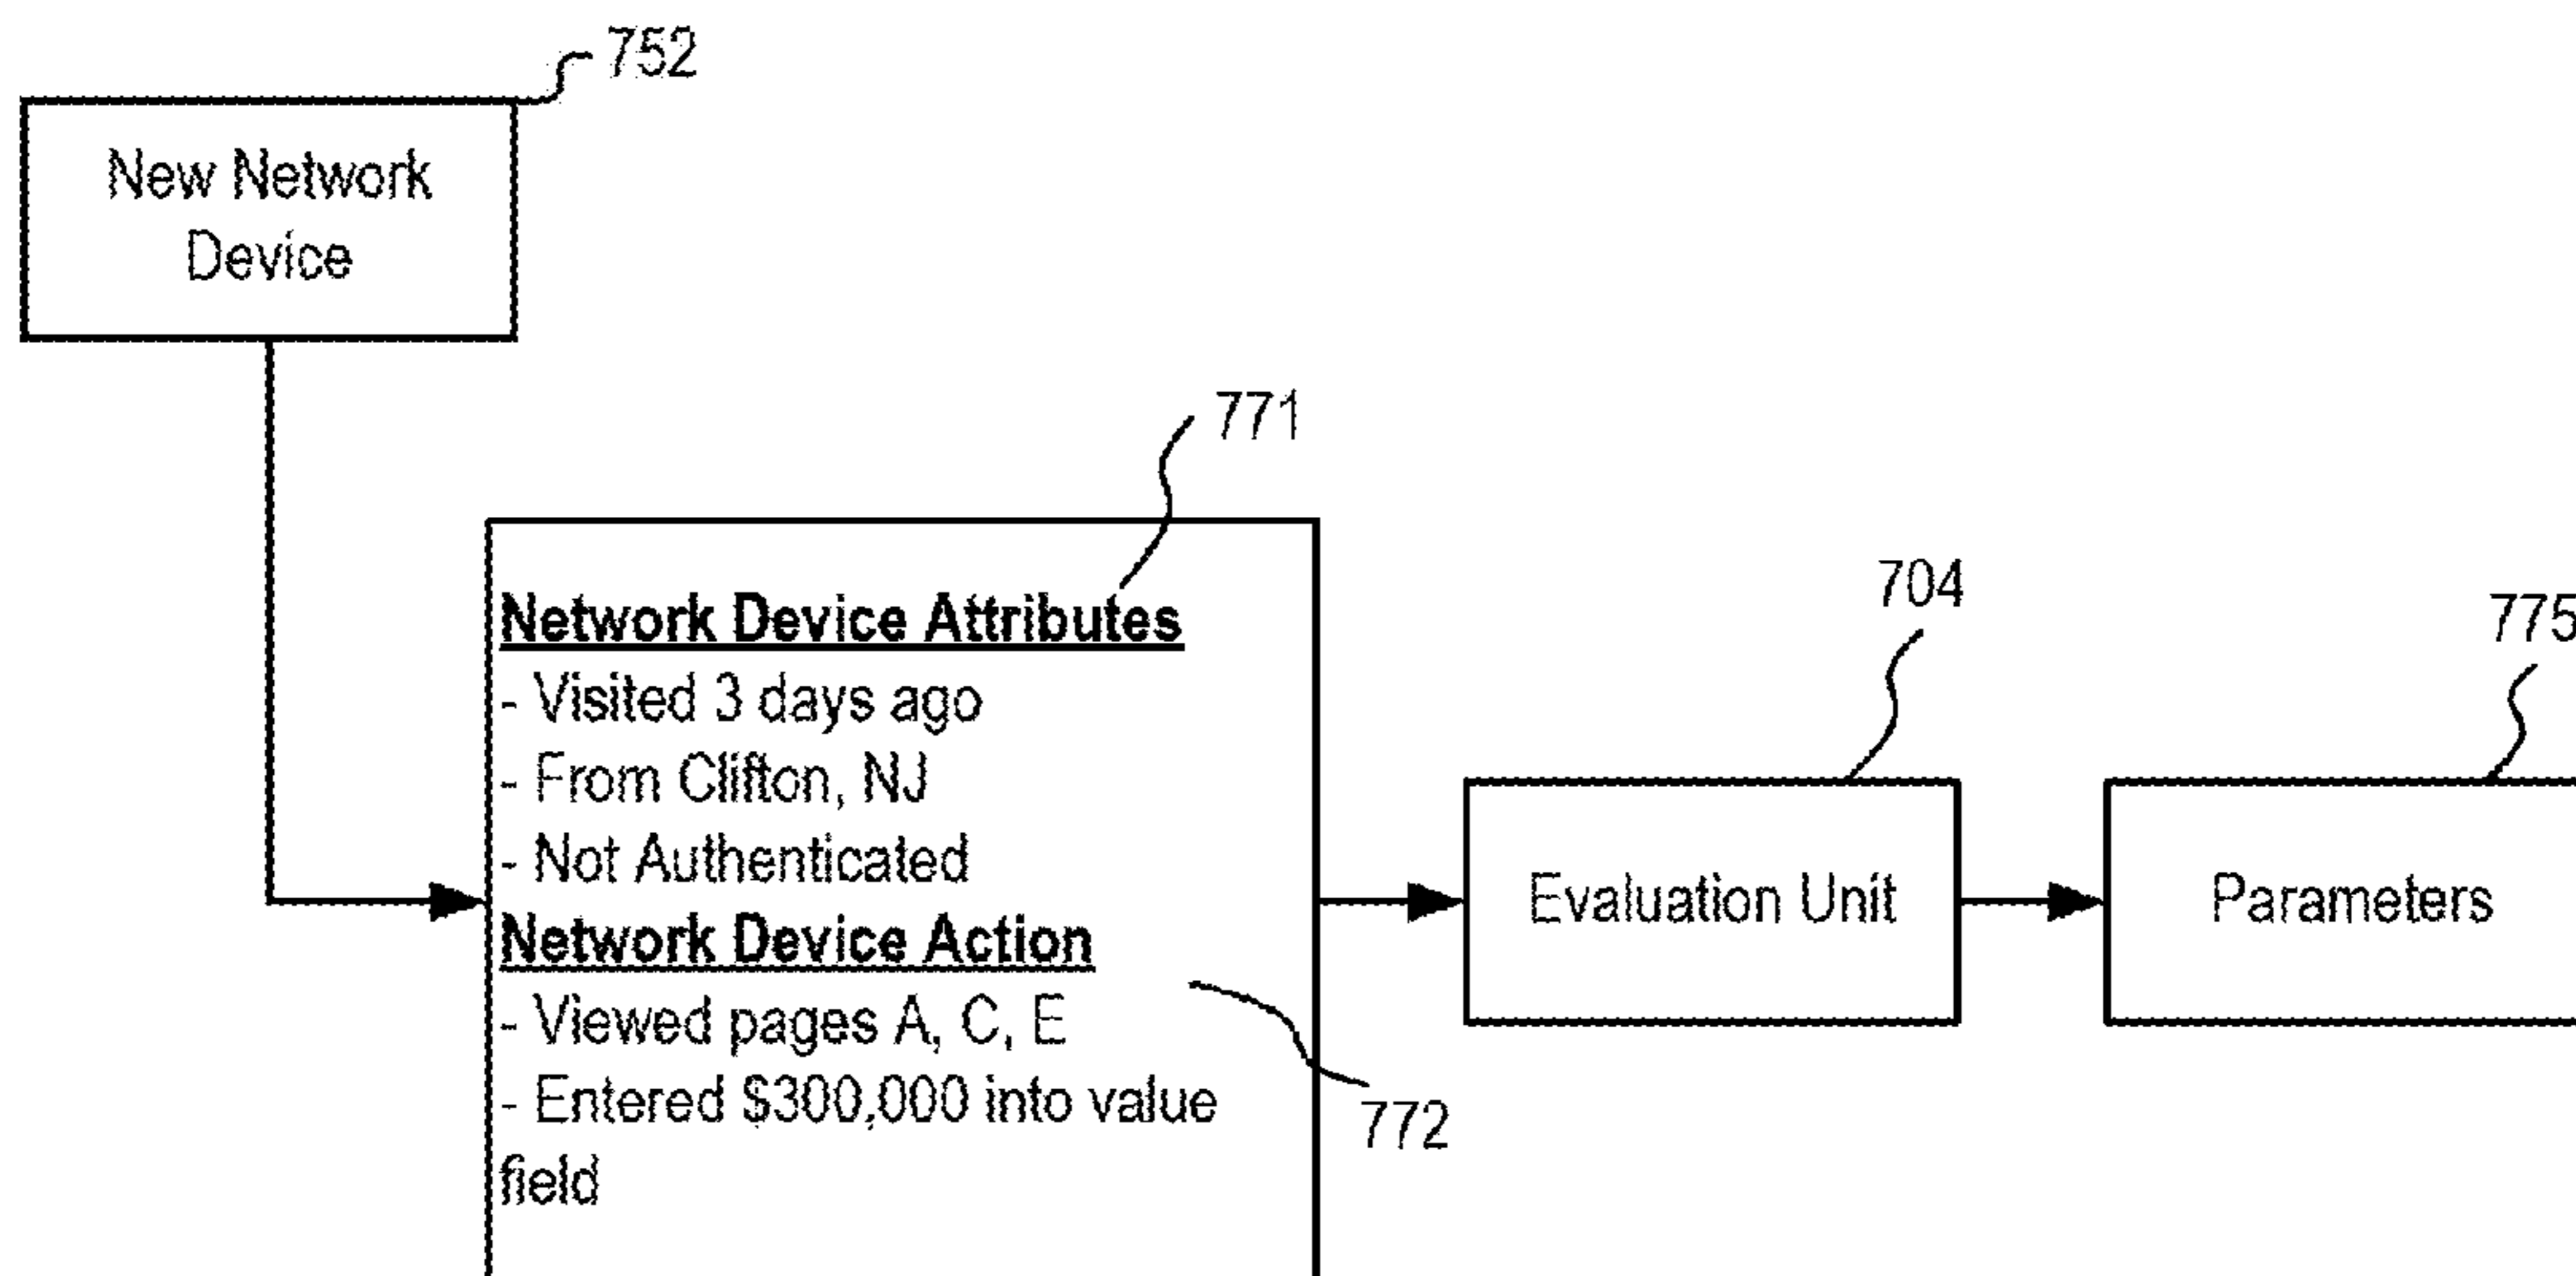 752
New Network
Device
771
Network Device Attributes
- Visited 3 days ago
- From Clifton, NJ
- Not Authenticated
Network Device Action
- Viewed pages A, C, E
- Entered $300,000 into value
field
772
704
Evaluation Unit
775
Parameters